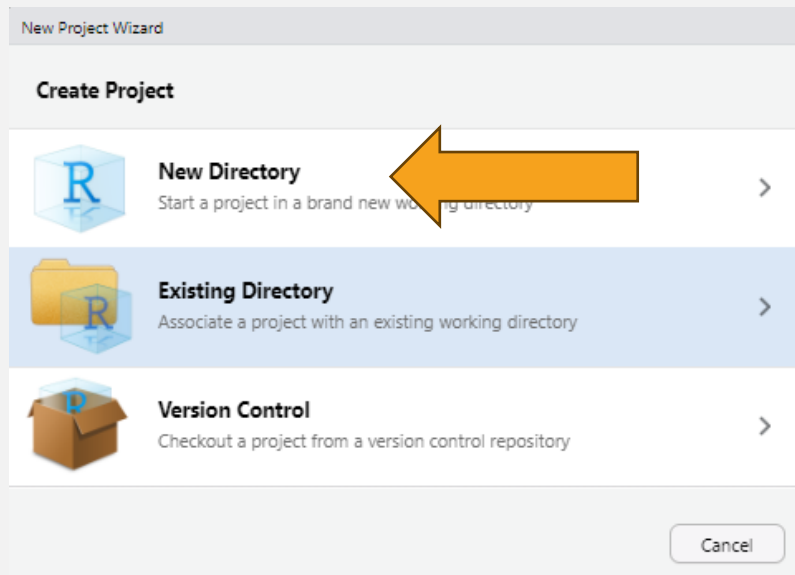 New Project Wizard
Create Project
R
New Directory
Start a project in a brand new directory
R
Existing Directory
Associate a project with an existing working directory
R
Version Control
Checkout a project from a version control repository
Cancel